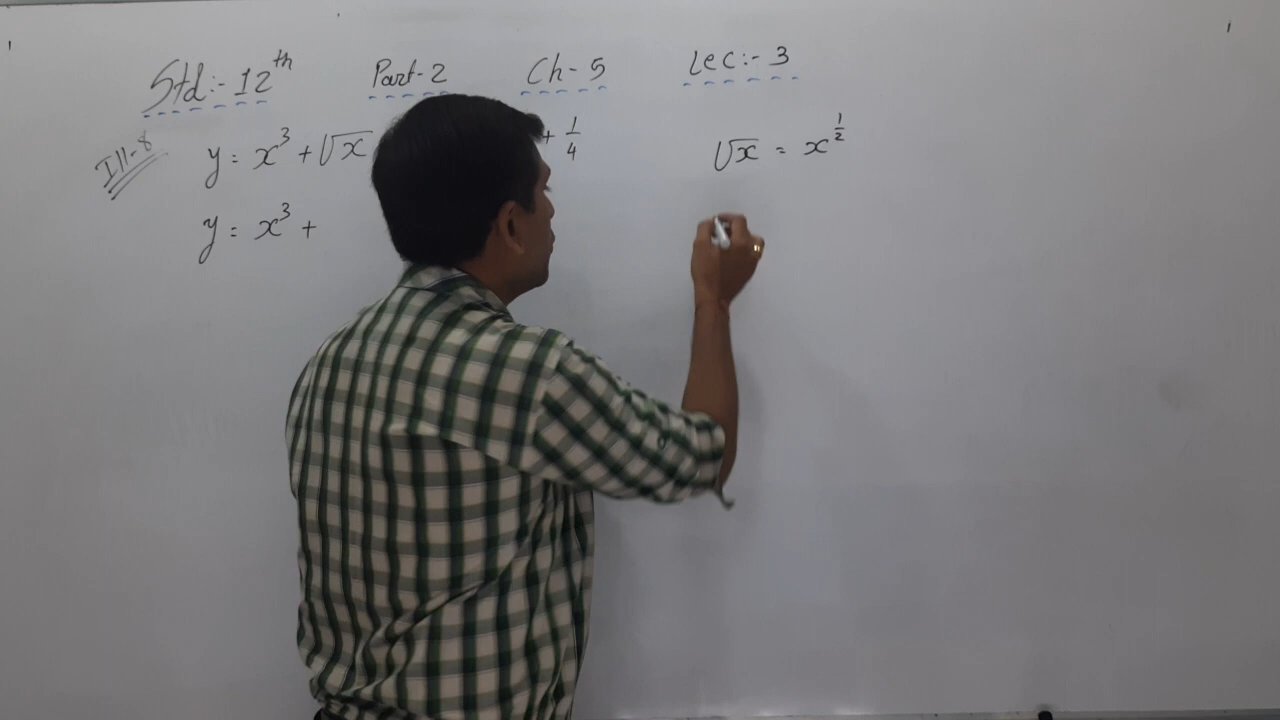 Std:- 12th Part-2 Ch-5 Lec:- 3
Ill-8 y = x³ + √x + 1/4 √x = x^1/2
y = x³ +